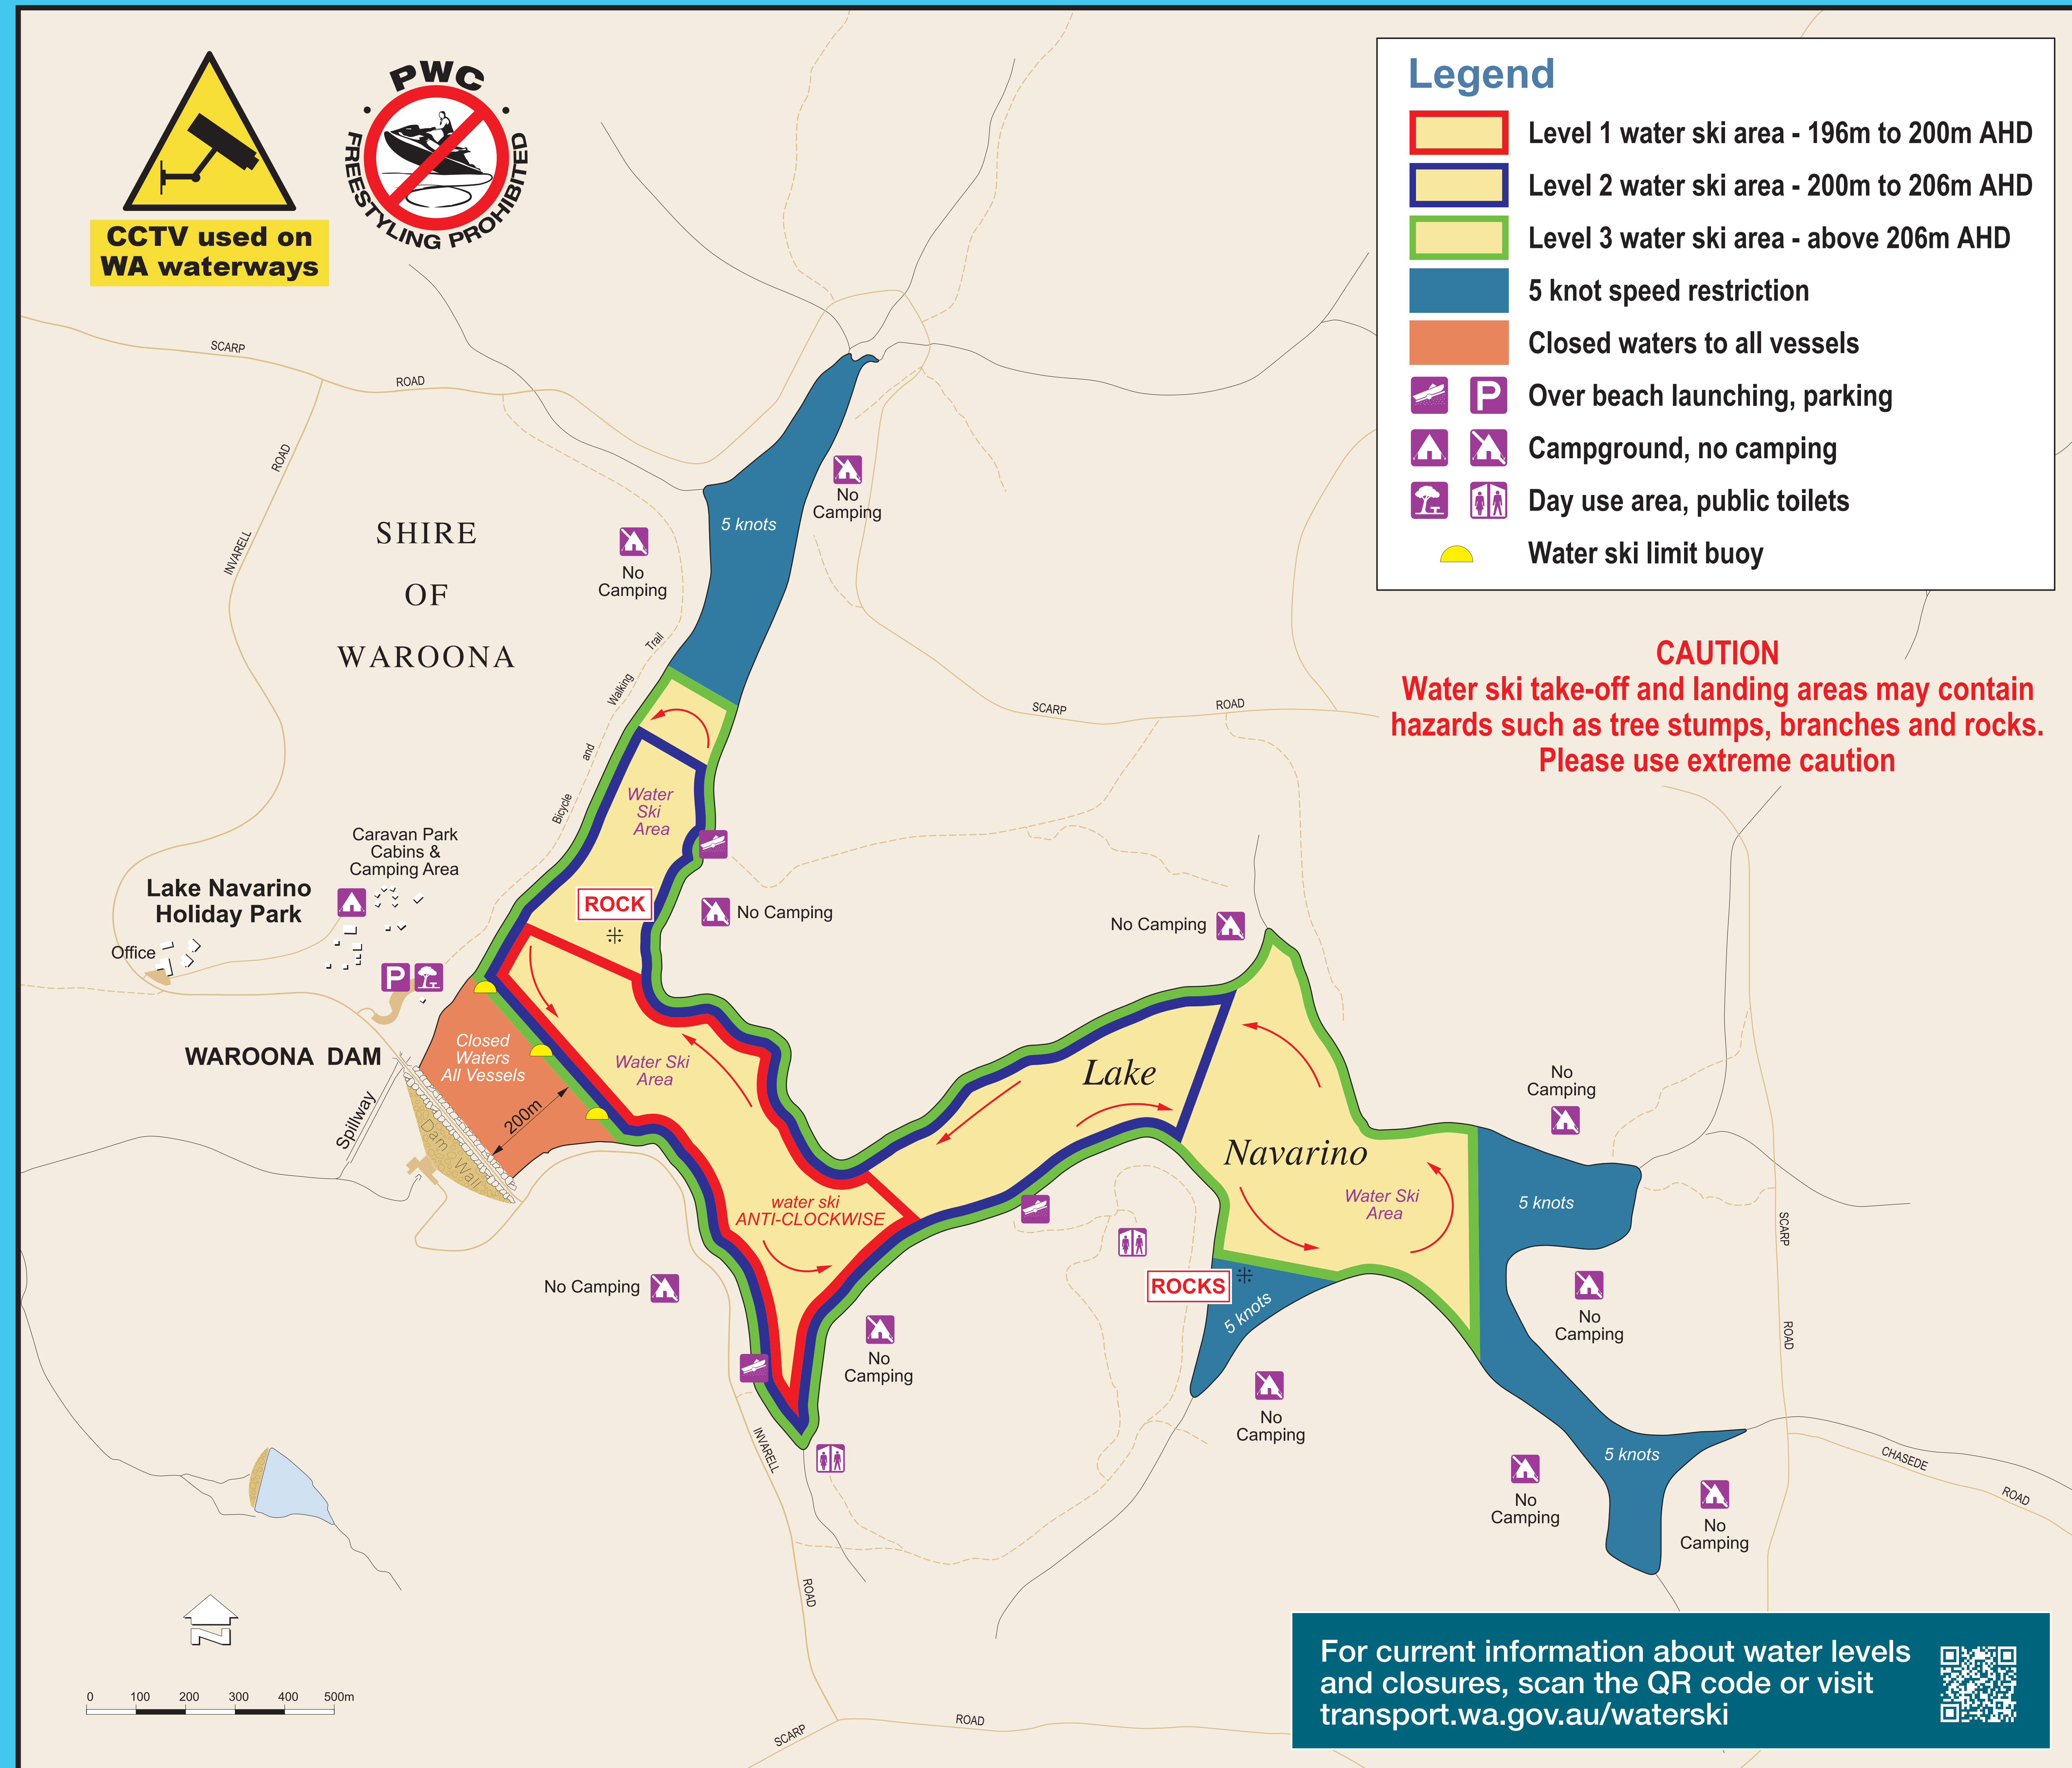 CCTV used on
WA waterways
PWC
FREESTYLING PROHIBITED
Legend
Level 1 water ski area - 196m to 200m AHD
Level 2 water ski area - 200m to 206m AHD
Level 3 water ski area - above 206m AHD
5 knot speed restriction
Closed waters to all vessels
P
Over beach launching, parking
Campground, no camping
Day use area, public toilets
Water ski limit buoy
CAUTION
Water ski take-off and landing areas may contain
hazards such as tree stumps, branches and rocks.
Please use extreme caution
SCARP
ROAD
ROAD
INVARELL
SHIRE
OF
WAROONA
5 knots
No
Camping
No
Camping
Trail
Walking
and
Bicycle
SCARP
ROAD
Water
Ski
Area
ROCK
No Camping
No Camping
Caravan Park
Cabins &
Camping Area
Lake Navarino
Holiday Park
Office
P
WAROONA DAM
Closed
Waters
All Vessels
200m
Spillway
Dam Wall
Water Ski
Area
water ski
ANTI-CLOCKWISE
Lake
Navarino
Water Ski
Area
No
Camping
5 knots
ROCKS
5 knots
No Camping
No
Camping
No
Camping
No
Camping
SCARP
ROAD
5 knots
No
Camping
No
Camping
CHASEDE
ROAD
INVARELL
ROAD
SCARP
ROAD
N
0 100 200 300 400 500m
For current information about water levels
and closures, scan the QR code or visit
transport.wa.gov.au/waterski